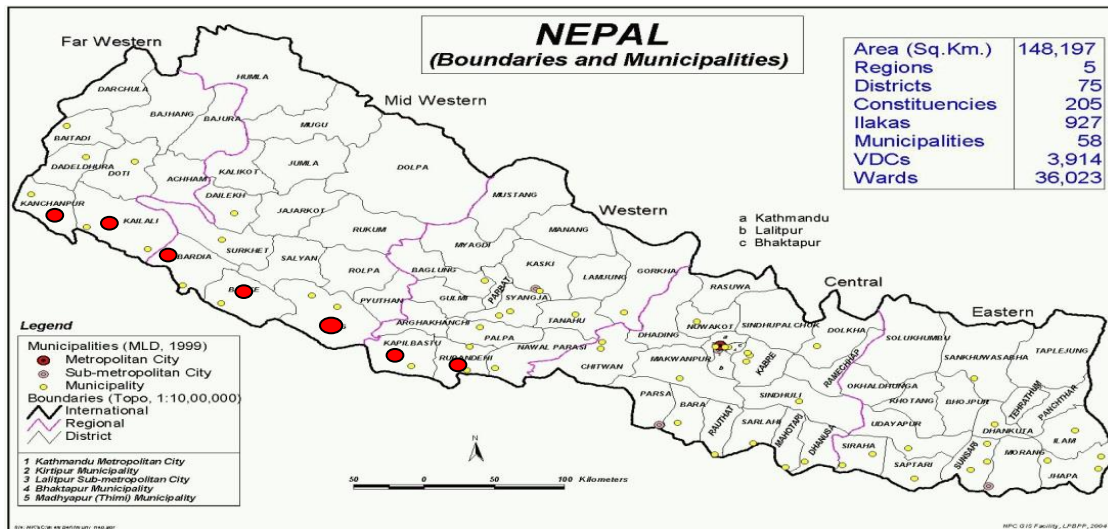 NEPAL
(Boundaries and Municipalities)
Area (Sq.Km.) 148,197
Regions 5
Districts 75
Constituencies 205
Ilakas 927
Municipalities 58
VDCs 3,914
Wards 36,023
Far Western
Mid Western
Western
Central
Eastern
a Kathmandu
b Lalitpur
c Bhaktapur
HUMLA
DARCHULA
BAJHANG
BAJURA
MUGU
BAITADI
DADELDHURA
DOTI
ACHHAM
KALIKOT
JUMLA
DOLPA
KANCHANPUR
DAILEKH
JAJARKOT
MUSTANG
KAILALI
RUKUM
MANANG
SURKHET
MYAGDI
BARDIA
SALYAN
KASKI
ROLPA
BAGLUNG
PARBAT
LAMJUNG
GORKHA
RASUWA
PYUTHAN
GULMI
SYANGJA
NUWAKOT
SINDHUPALCHOK
DOLKHA
ARGHAKHANCHI
TANAHU
DHADING
SOLUKHUMBU
KAPILBASTU
PALPA
NAWAL PARASI
CHITWAN
MAKWANPUR
KABRE
RAMECHHAP
SANKHUWASABHA
TAPLEJUNG
PARSA
BARA
RAUTHAT
SARLAHI
SINDHULI
MAHOTARI
DHANUSA
OKHALDHUNGA
KHOTANG
BHOJPUR
TEHRATHUM
PANCHTHAR
SIRAHA
UDAYAPUR
SAPTARI
DHANKUTA
SUNSARI
MORANG
ILAM
JHAPA
Legend
Municipalities (MLD, 1999)
Metropolitan City
Sub-metropolitan City
Municipality
Boundaries (Topo, 1:10,00,000)
International
Regional
District
1 Kathmandu Metropolitan City
2 Kirtipur Municipality
3 Lalitpur Sub-metropolitan City
4 Bhaktapur Municipality
5 Madhyapur (Thimi) Municipality
N
50 0 50 100 Kilometers
NPC GIS Facility, LPBPP, 2004